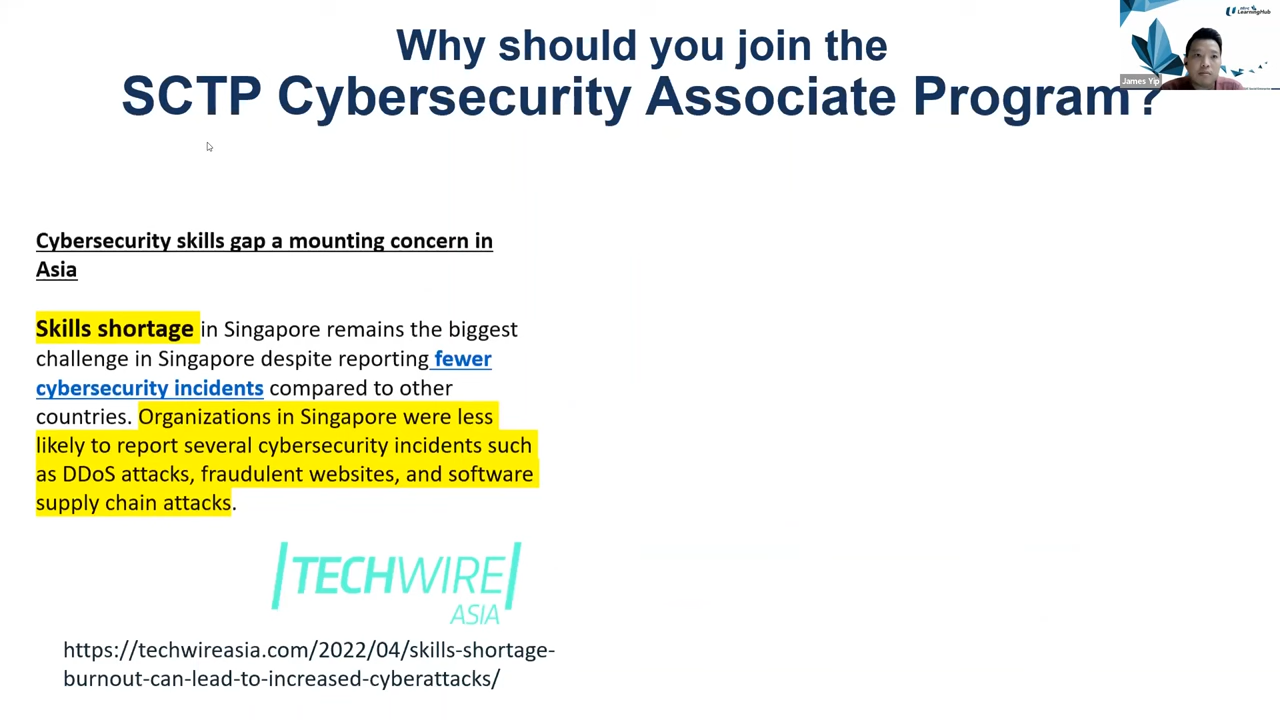 Why should you join the
SCTP Cybersecurity Associate Program?
LearningHub
James Yip
Cybersecurity skills gap a mounting concern in
Asia
Skills shortage in Singapore remains the biggest
challenge in Singapore despite reporting fewer
cybersecurity incidents compared to other
countries. Organizations in Singapore were less
likely to report several cybersecurity incidents such
as DDoS attacks, fraudulent websites, and software
supply chain attacks.
TECHWIRE
ASIA
https://techwireasia.com/2022/04/skills-shortage-
burnout-can-lead-to-increased-cyberattacks/